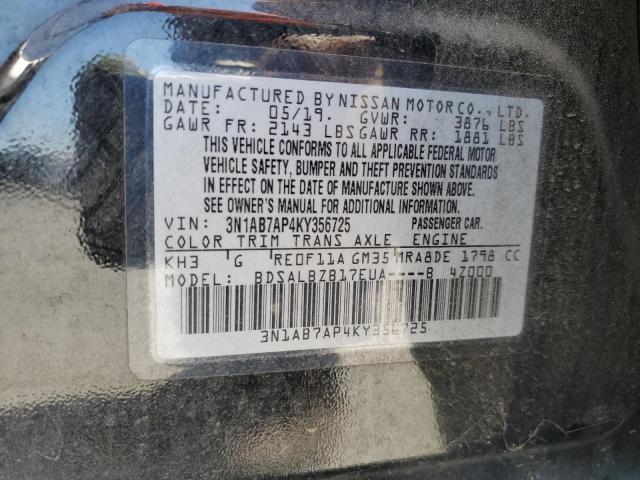 MANUFACTURED BY NISSAN MOTOR CO., LTD.
DATE: 05/19. GVWR: 3876 LBS
GAWR FR: 2143 LBS GAWR RR: 1881 LBS
THIS VEHICLE CONFORMS TO ALL APPLICABLE FEDERAL MOTOR
VEHICLE SAFETY, BUMPER AND THEFT PREVENTION STANDARDS
IN EFFECT ON THE DATE OF MANUFACTURE SHOWN ABOVE.
SEE OWNER'S MANUAL FOR ADDITIONAL INFORMATION.
VIN: 3N1AB7AP4KY356725 PASSENGER CAR.
COLOR TRIM TRANS AXLE ENGINE
KH3 G RE0F11A GM35 MRA8DE 1798 CC
MODEL: BDSALBZB17EUA----B 4Z000
3N1AB7AP4KY356725